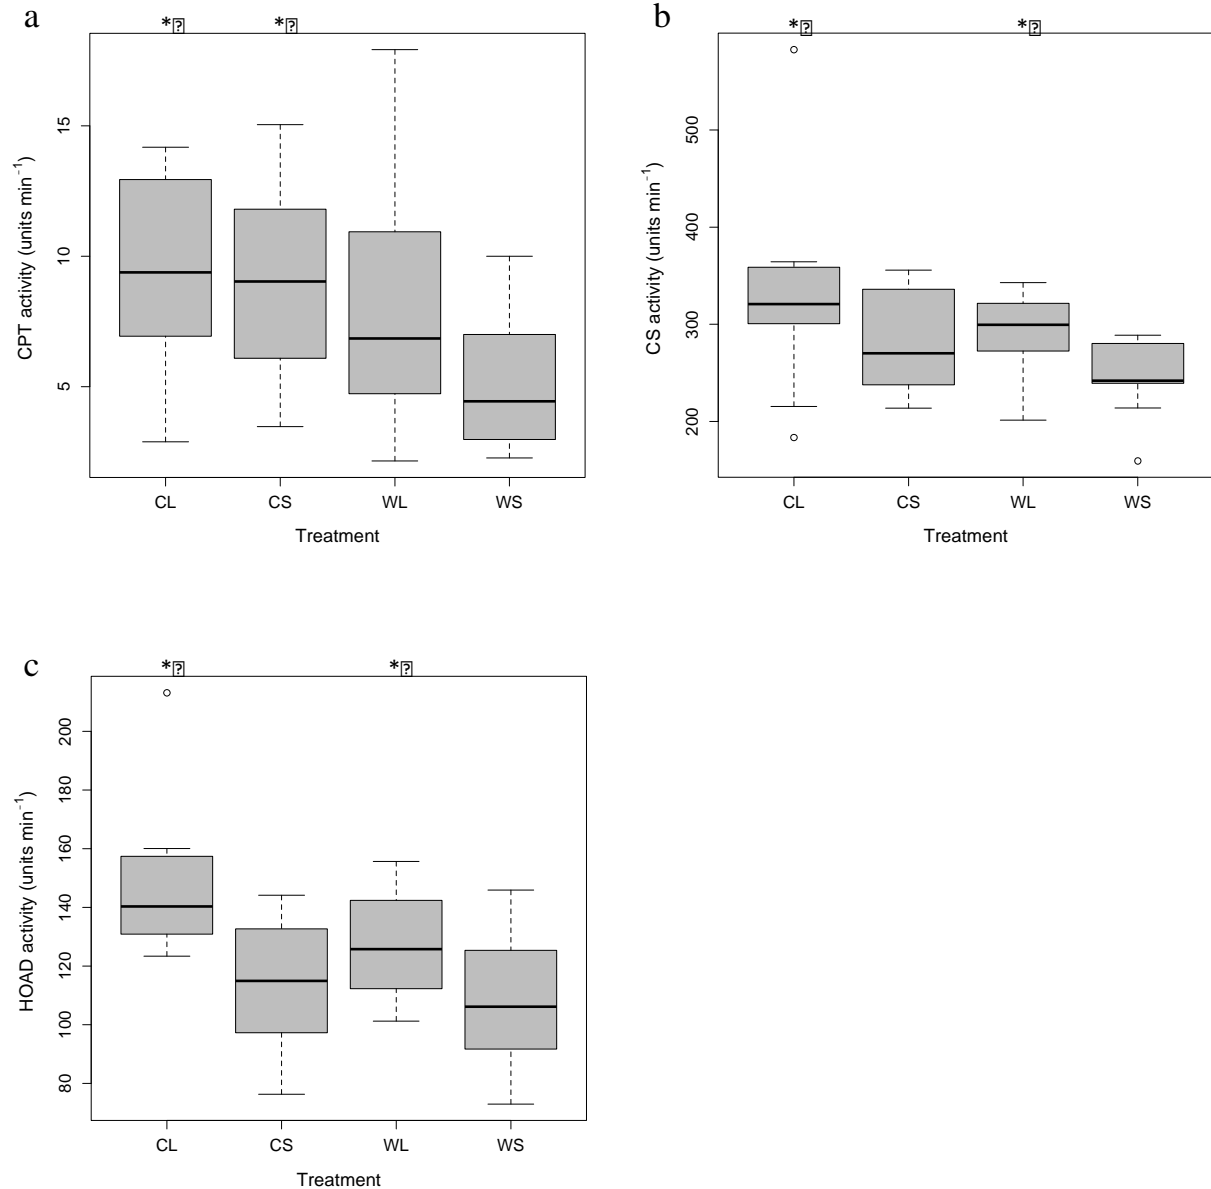 a
*⍰ *⍰
CPT activity (units min⁻¹)
15
10
5
CL CS WL WS
Treatment
b
*⍰ *⍰
CS activity (units min⁻¹)
500
400
300
200
CL CS WL WS
Treatment
c
*⍰ *⍰
HOAD activity (units min⁻¹)
200
180
160
140
120
100
80
CL CS WL WS
Treatment